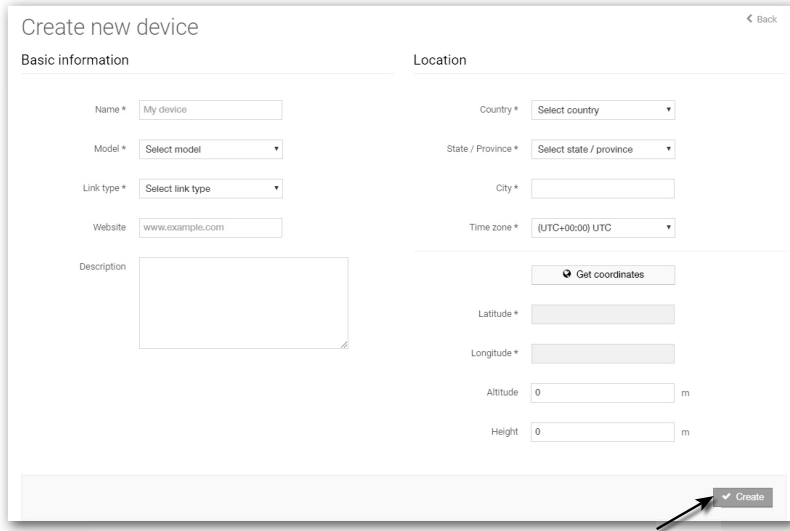 Create new device
Back
Basic information
Name *
My device
Model *
Select model
Link type *
Select link type
Website
www.example.com
Description
Location
Country *
Select country
State / Province *
Select state / province
City *
Time zone *
(UTC+00:00) UTC
Get coordinates
Latitude *
Longitude *
Altitude
0
m
Height
0
m
Create